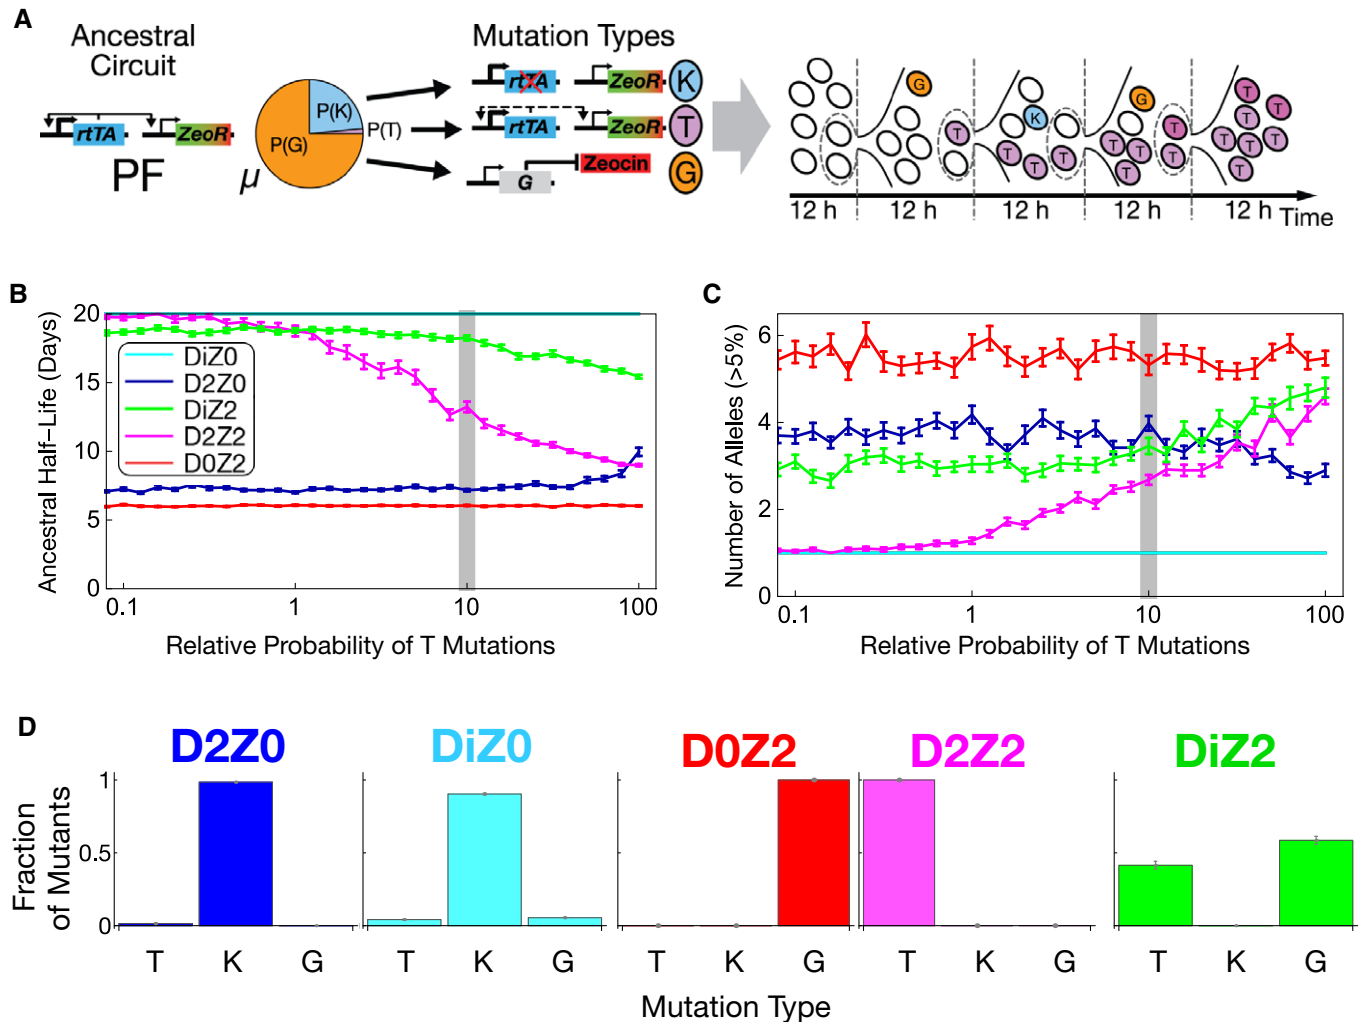 A
Ancestral
Circuit
Mutation Types
rtTA
ZeoR
PF
μ
P(K)
P(T)
P(G)
rtTA
ZeoR
K
rtTA
ZeoR
T
G
Zeocin
G
G
T
K
T
T
T
G
T
T
T
T
T
T
T
T
T
T
T
T
T
12 h
12 h
12 h
12 h
12 h
Time
B
Ancestral Half-Life (Days)
20
15
10
5
0
DiZ0
D2Z0
DiZ2
D2Z2
D0Z2
0.1
1
10
100
Relative Probability of T Mutations
C
Number of Alleles (>5%)
6
4
2
0
0.1
1
10
100
Relative Probability of T Mutations
D
D2Z0
DiZ0
D0Z2
D2Z2
DiZ2
Fraction
of Mutants
1
0.5
0
T K G
T K G
T K G
T K G
T K G
Mutation Type